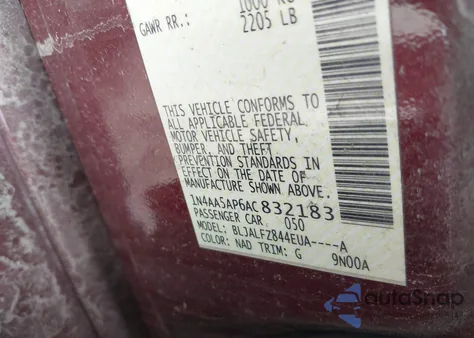 1000 KG
GAWR RR.: 2205 LB
THIS VEHICLE CONFORMS TO
ALL APPLICABLE FEDERAL
MOTOR VEHICLE SAFETY,
BUMPER, AND THEFT
PREVENTION STANDARDS IN
EFFECT ON THE DATE OF
MANUFACTURE SHOWN ABOVE.
1N4AA5AP6AC832183
PASSENGER CAR 050
MODEL: BLJALFZ844EUA----A
COLOR: NAD TRIM: G 9N00A
autoSnap